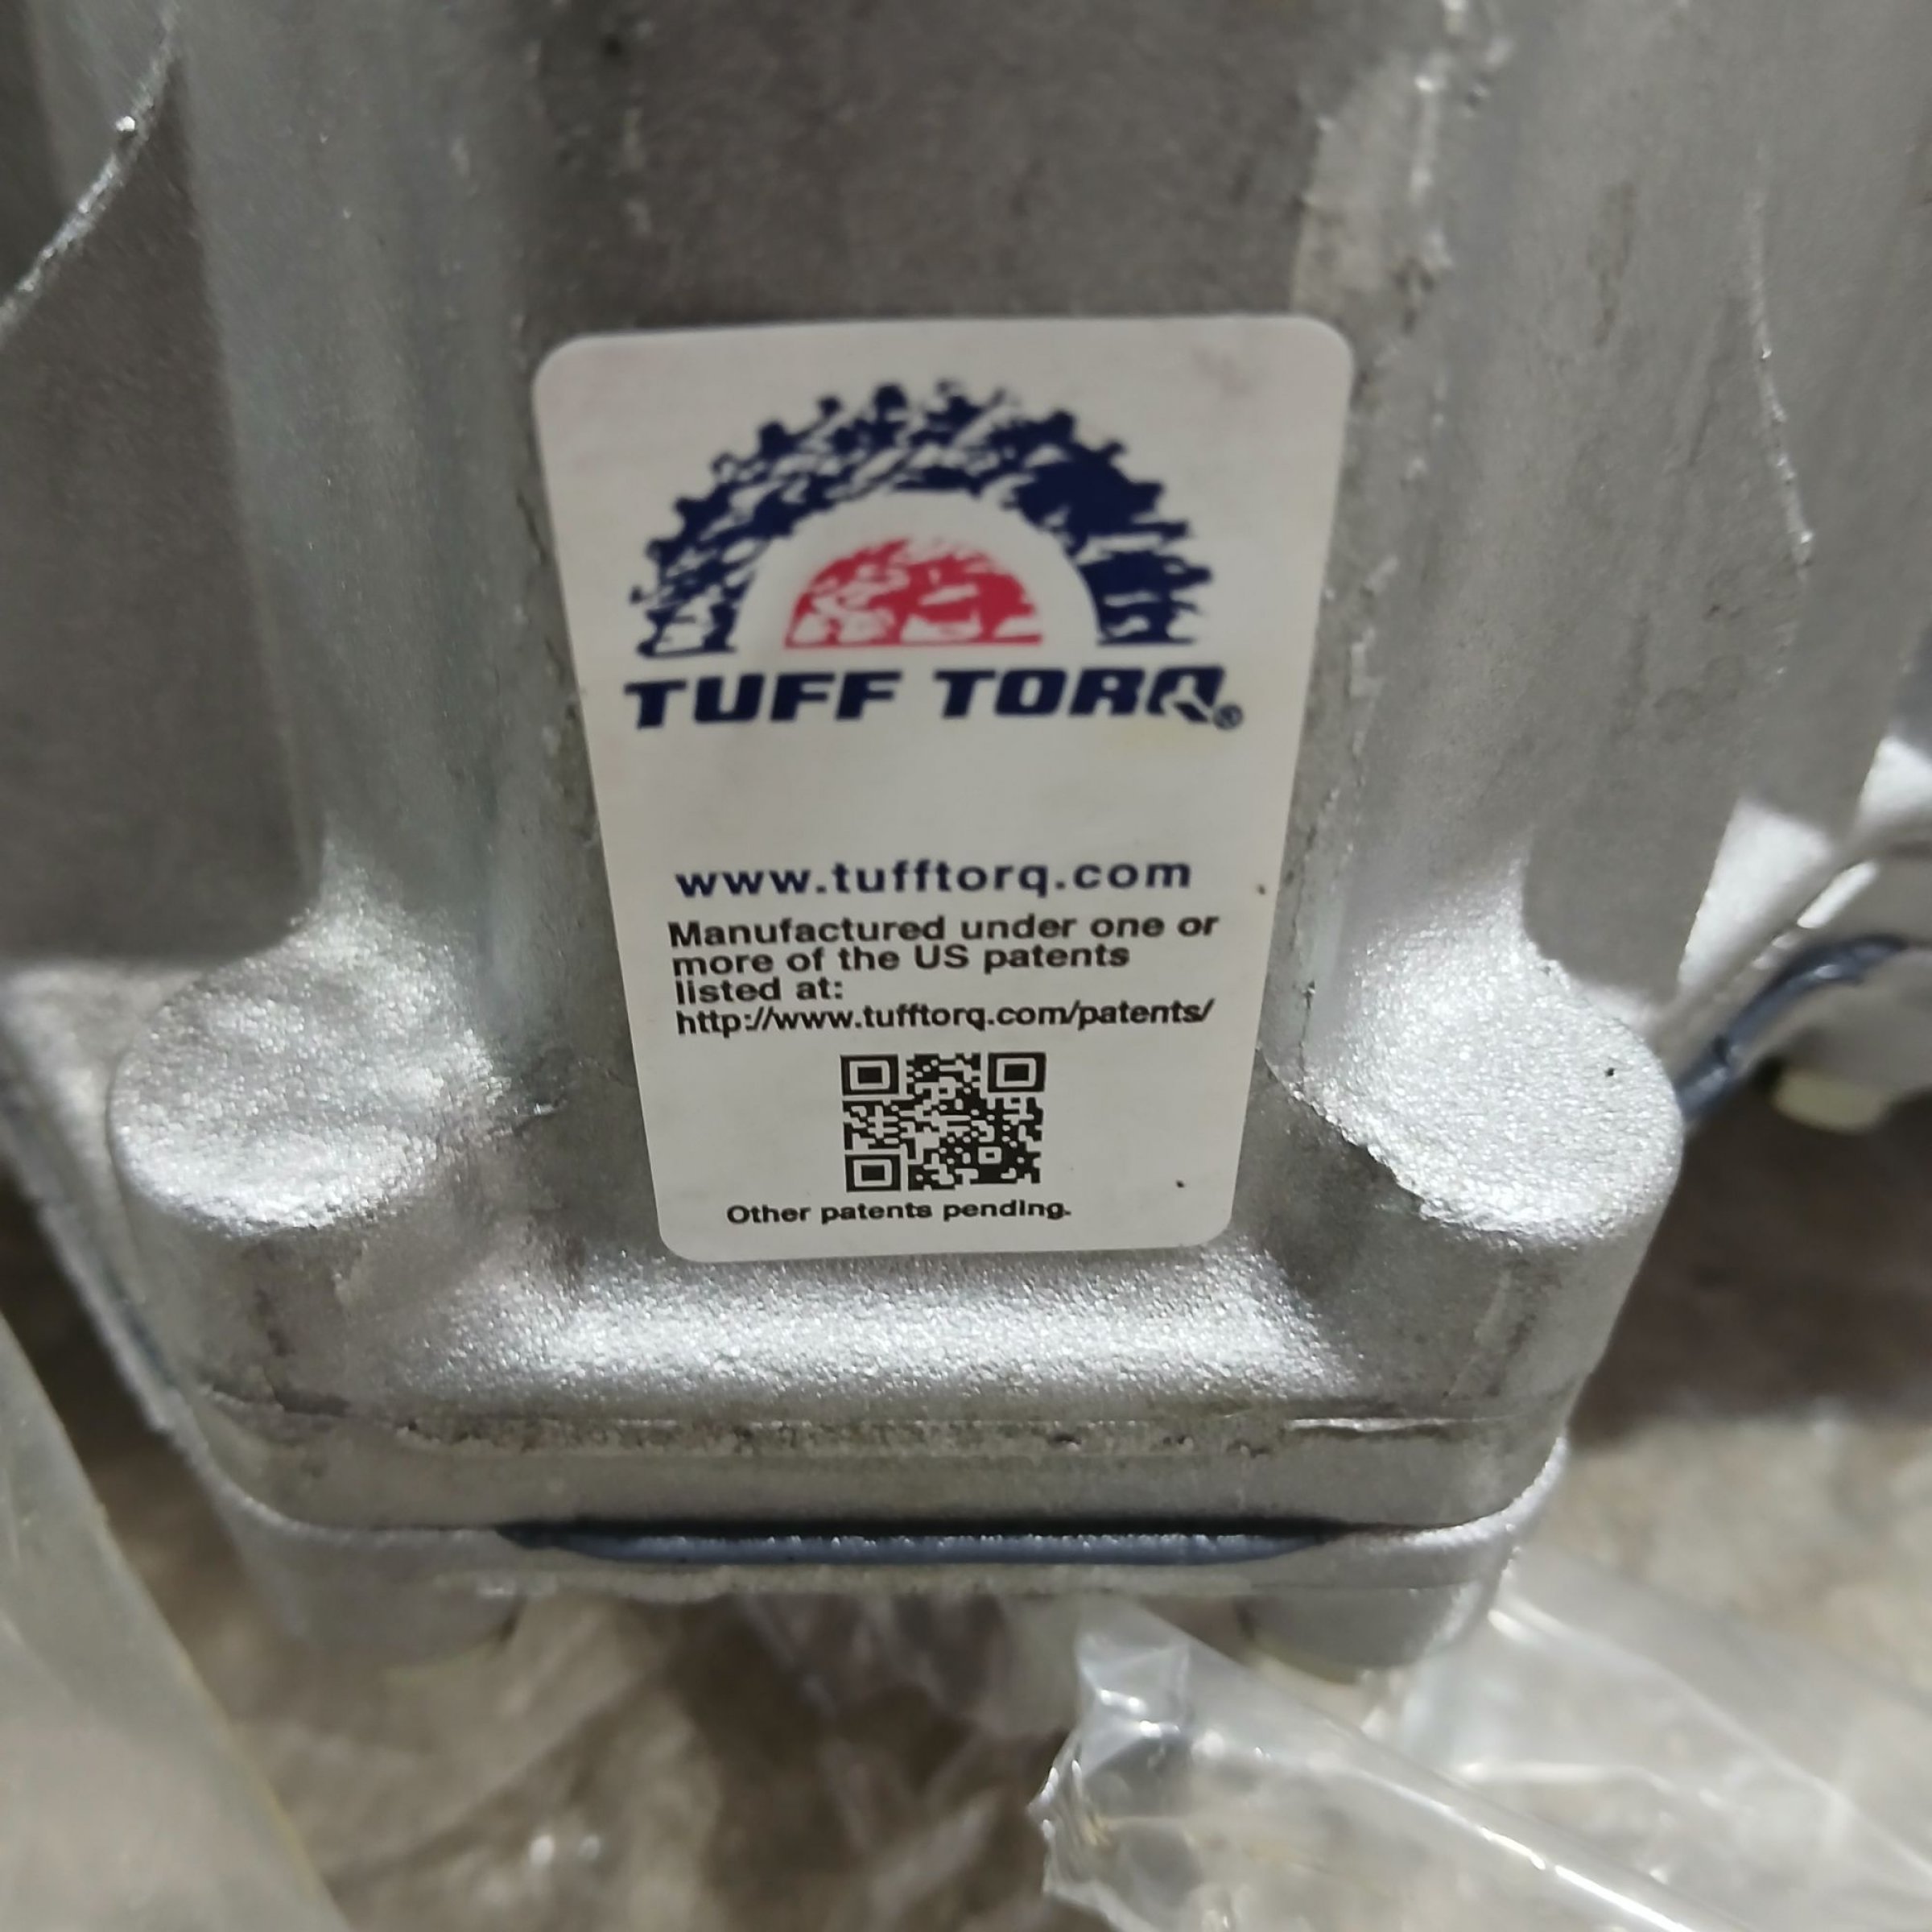 TUFF TORQ®
www.tufftorq.com
Manufactured under one or
more of the US patents
listed at:
http://www.tufftorq.com/patents/
Other patents pending.